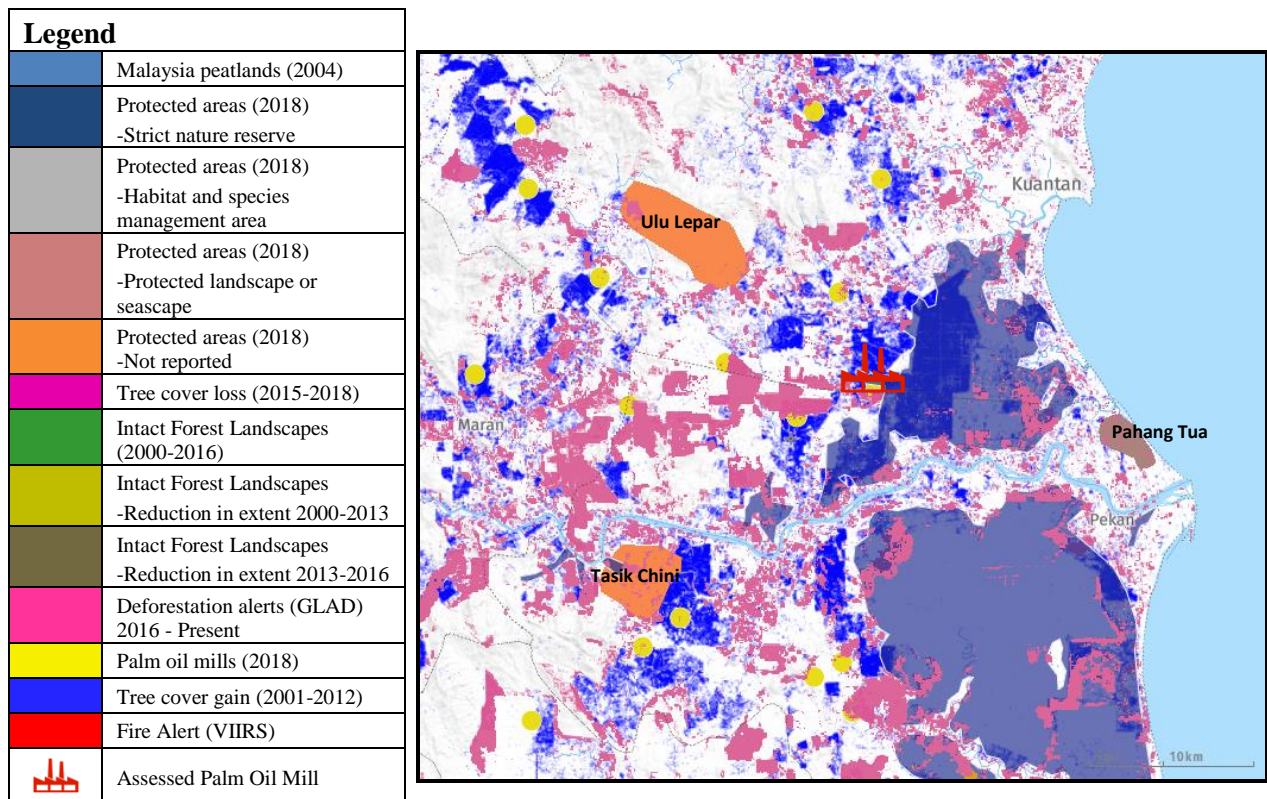 Legend
Malaysia peatlands (2004)
Protected areas (2018)
-Strict nature reserve
Protected areas (2018)
-Habitat and species
management area
Protected areas (2018)
-Protected landscape or
seascape
Protected areas (2018)
-Not reported
Tree cover loss (2015-2018)
Intact Forest Landscapes
(2000-2016)
Intact Forest Landscapes
-Reduction in extent 2000-2013
Intact Forest Landscapes
-Reduction in extent 2013-2016
Deforestation alerts (GLAD)
2016 - Present
Palm oil mills (2018)
Tree cover gain (2001-2012)
Fire Alert (VIIRS)
Assessed Palm Oil Mill
Kuantan
Ulu Lepar
Maran
Pahang Tua
Pekan
Tasik Chini
10km